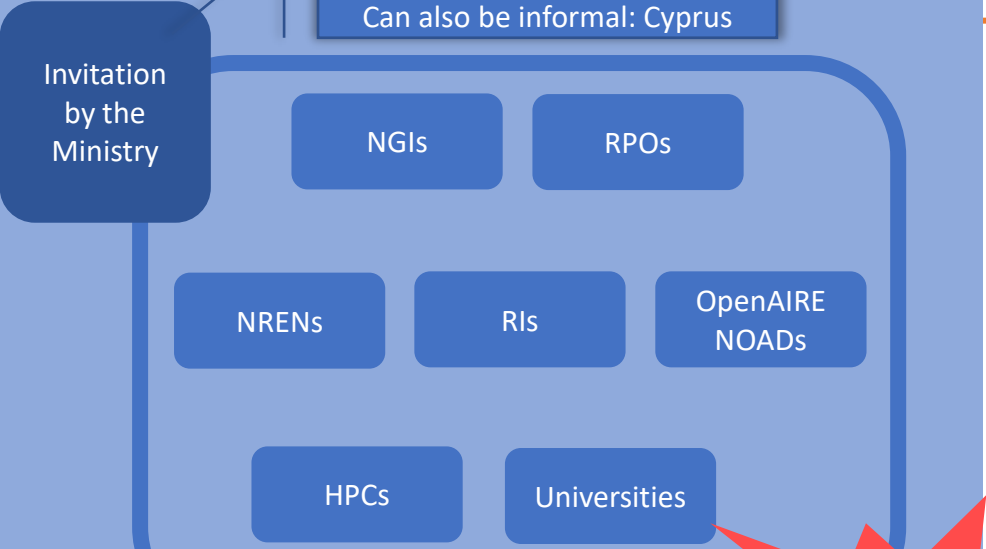 Can also be informal: Cyprus
Invitation
by the
Ministry
NGIs
RPOs
NRENs
RIs
OpenAIRE
NOADs
HPCs
Universities